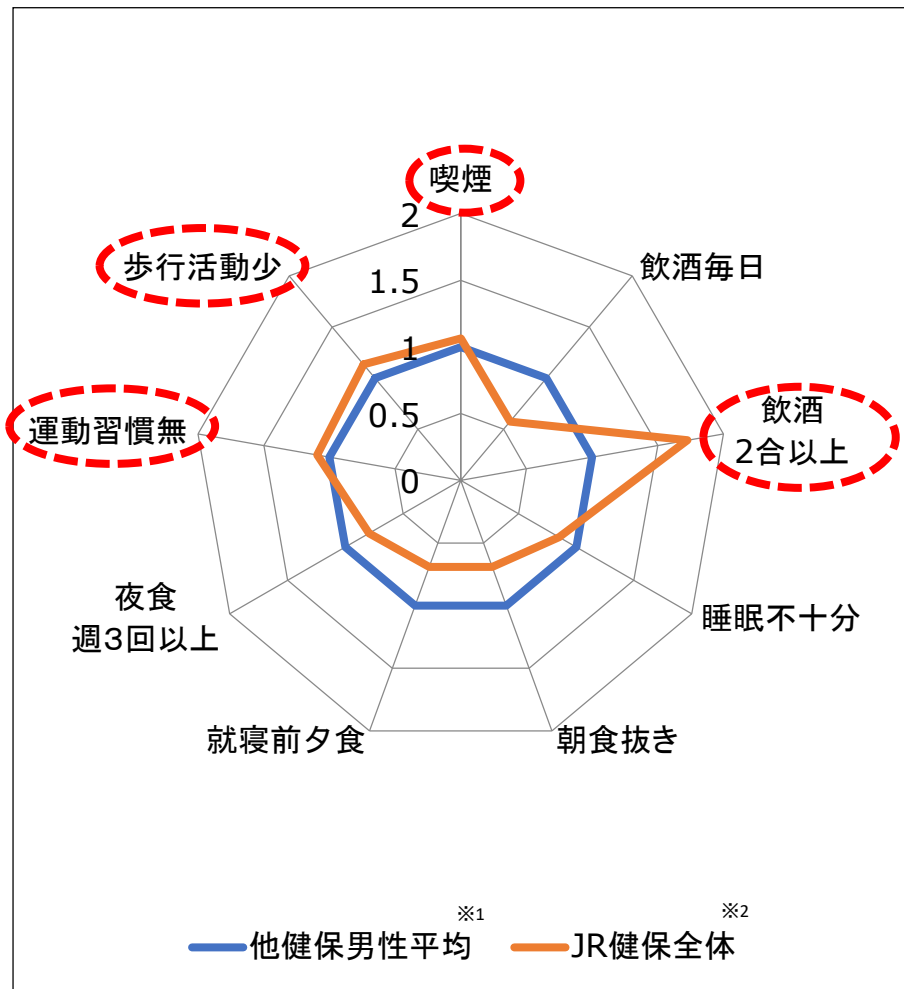 喫煙
2
歩行活動少
飲酒毎日
1.5
1
飲酒
2合以上
運動習慣無
0.5
0
夜食
週3回以上
睡眠不十分
就寝前夕食
朝食抜き
他健保男性平均※1
JR健保全体※2